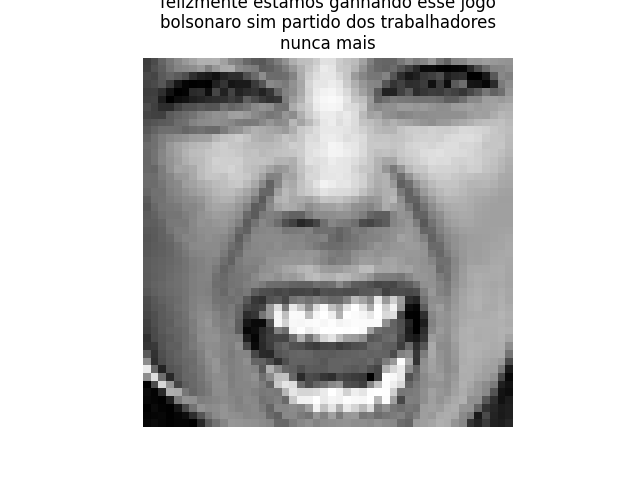 felizmente estamos ganhando esse jogo
bolsonaro sim partido dos trabalhadores
nunca mais